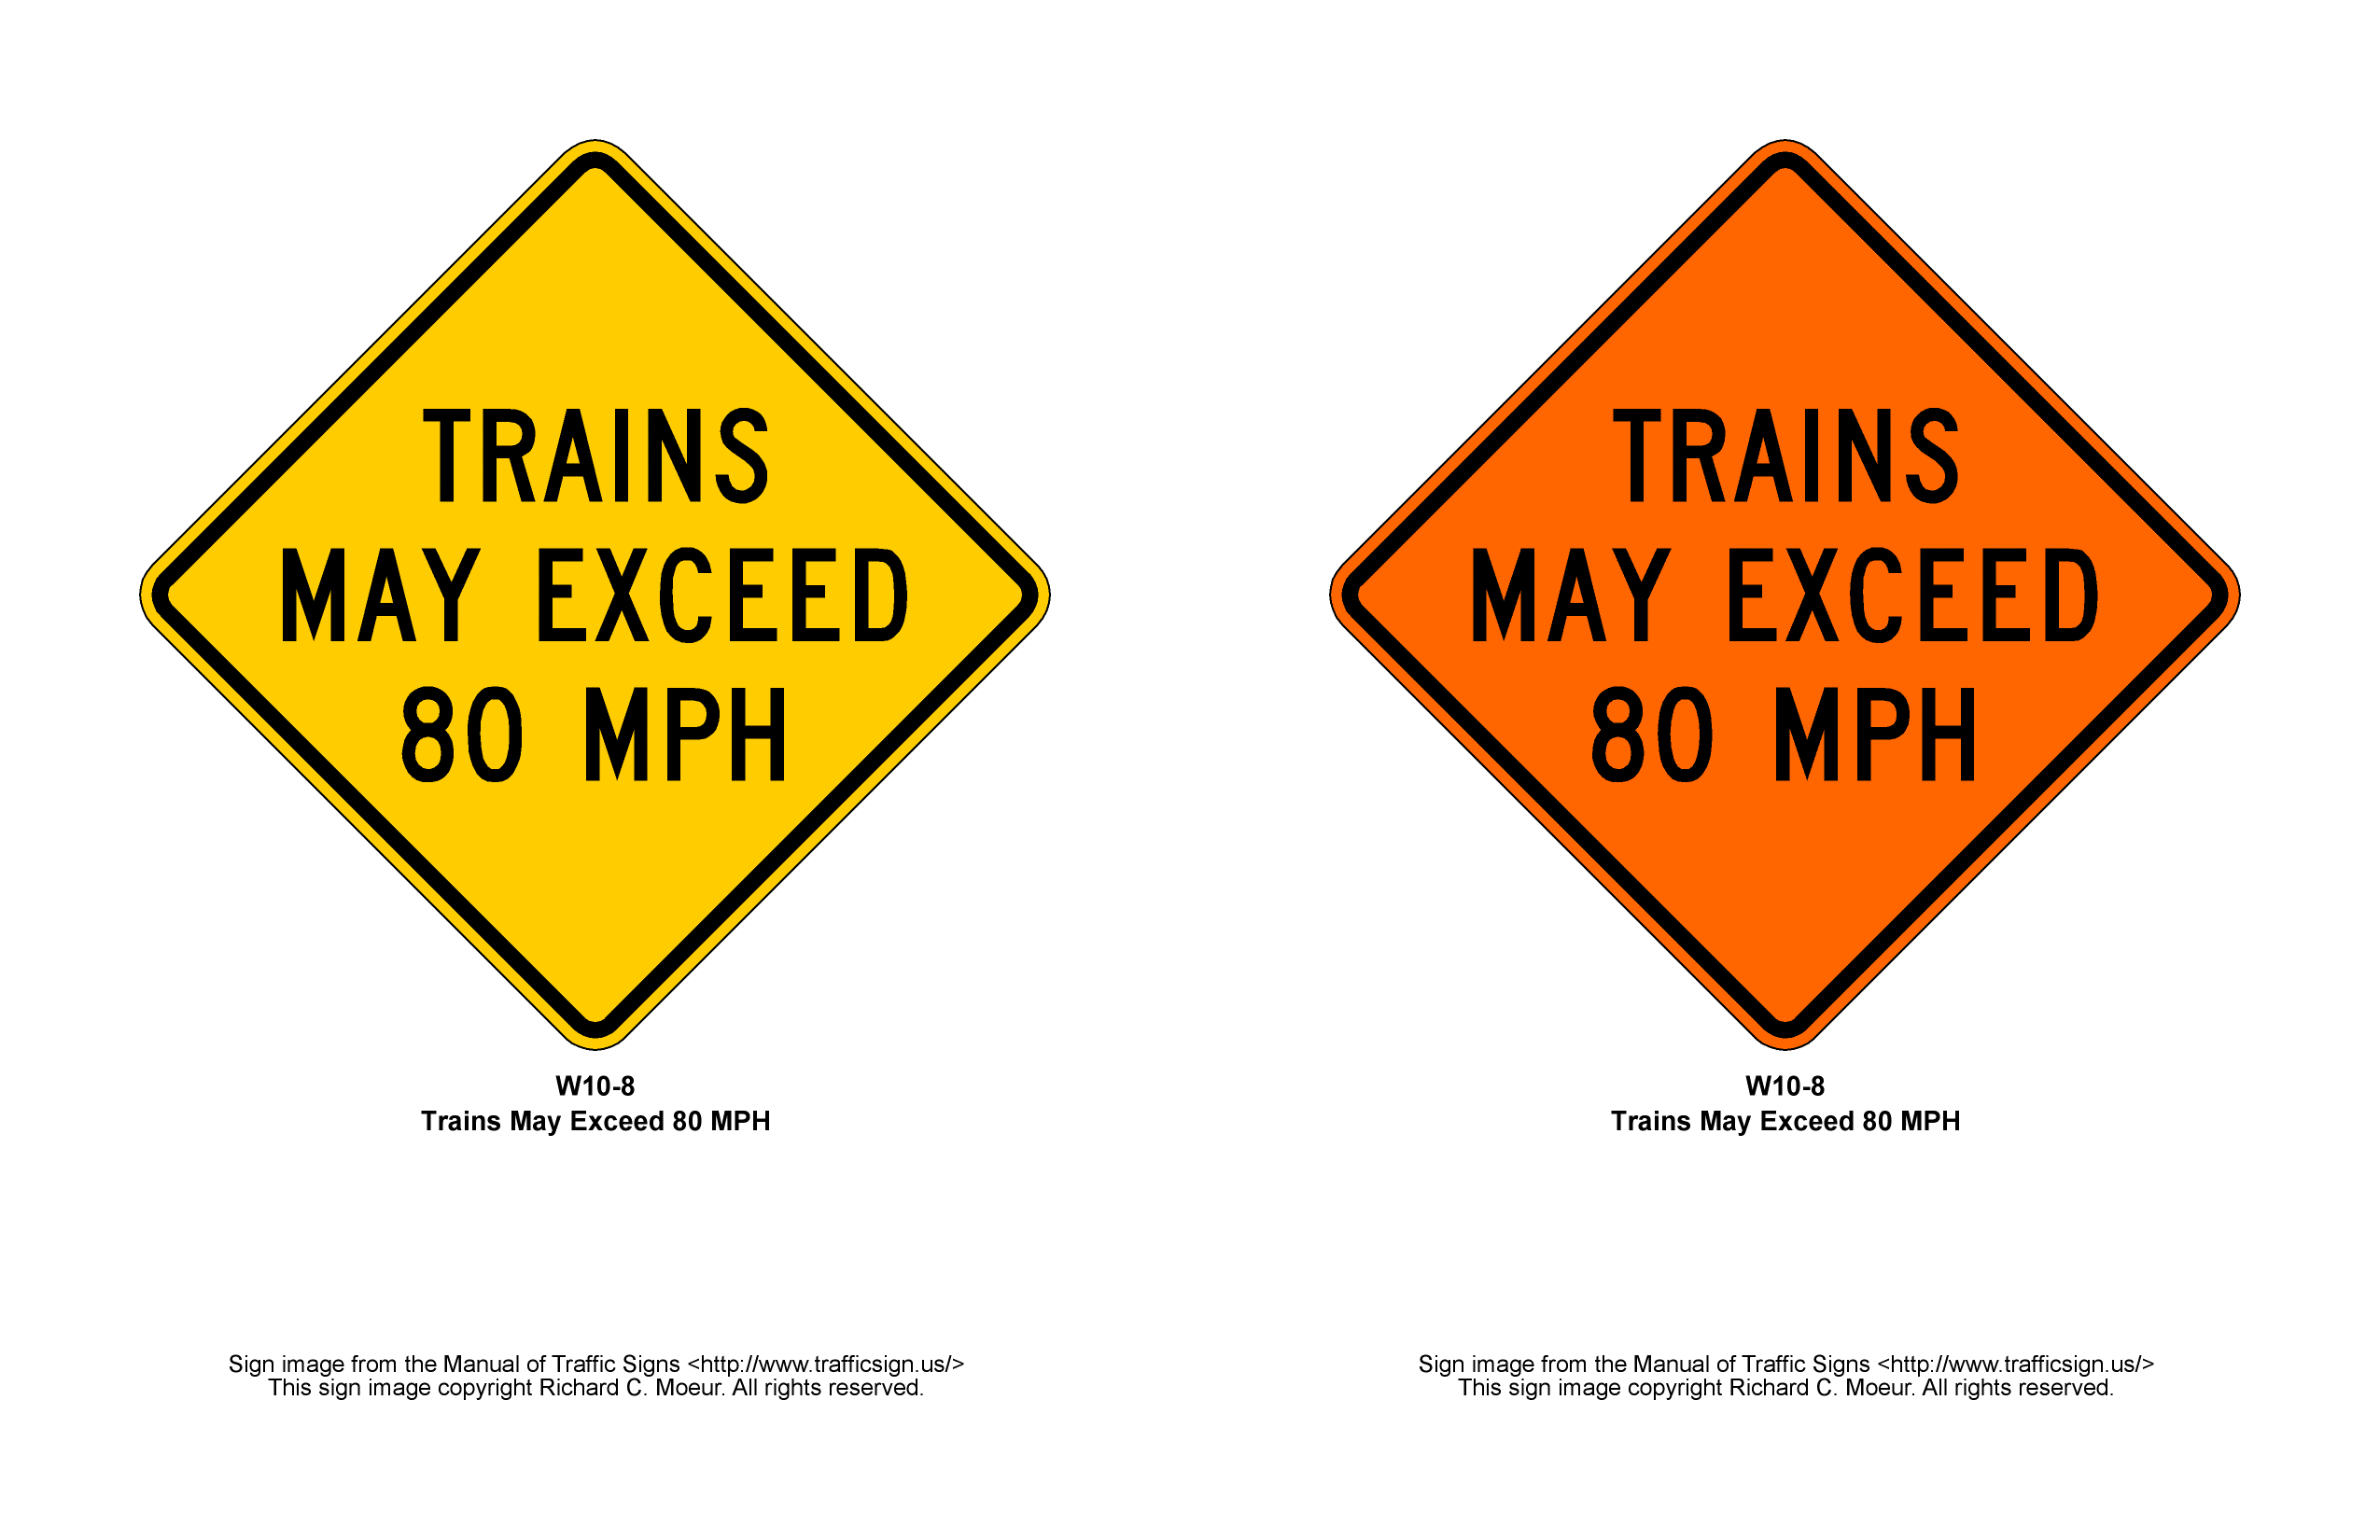 TRAINS
MAY EXCEED
80 MPH
W10-8
Trains May Exceed 80 MPH
Sign image from the Manual of Traffic Signs <http://www.trafficsign.us/>
This sign image copyright Richard C. Moeur. All rights reserved.
TRAINS
MAY EXCEED
80 MPH
W10-8
Trains May Exceed 80 MPH
Sign image from the Manual of Traffic Signs <http://www.trafficsign.us/>
This sign image copyright Richard C. Moeur. All rights reserved.